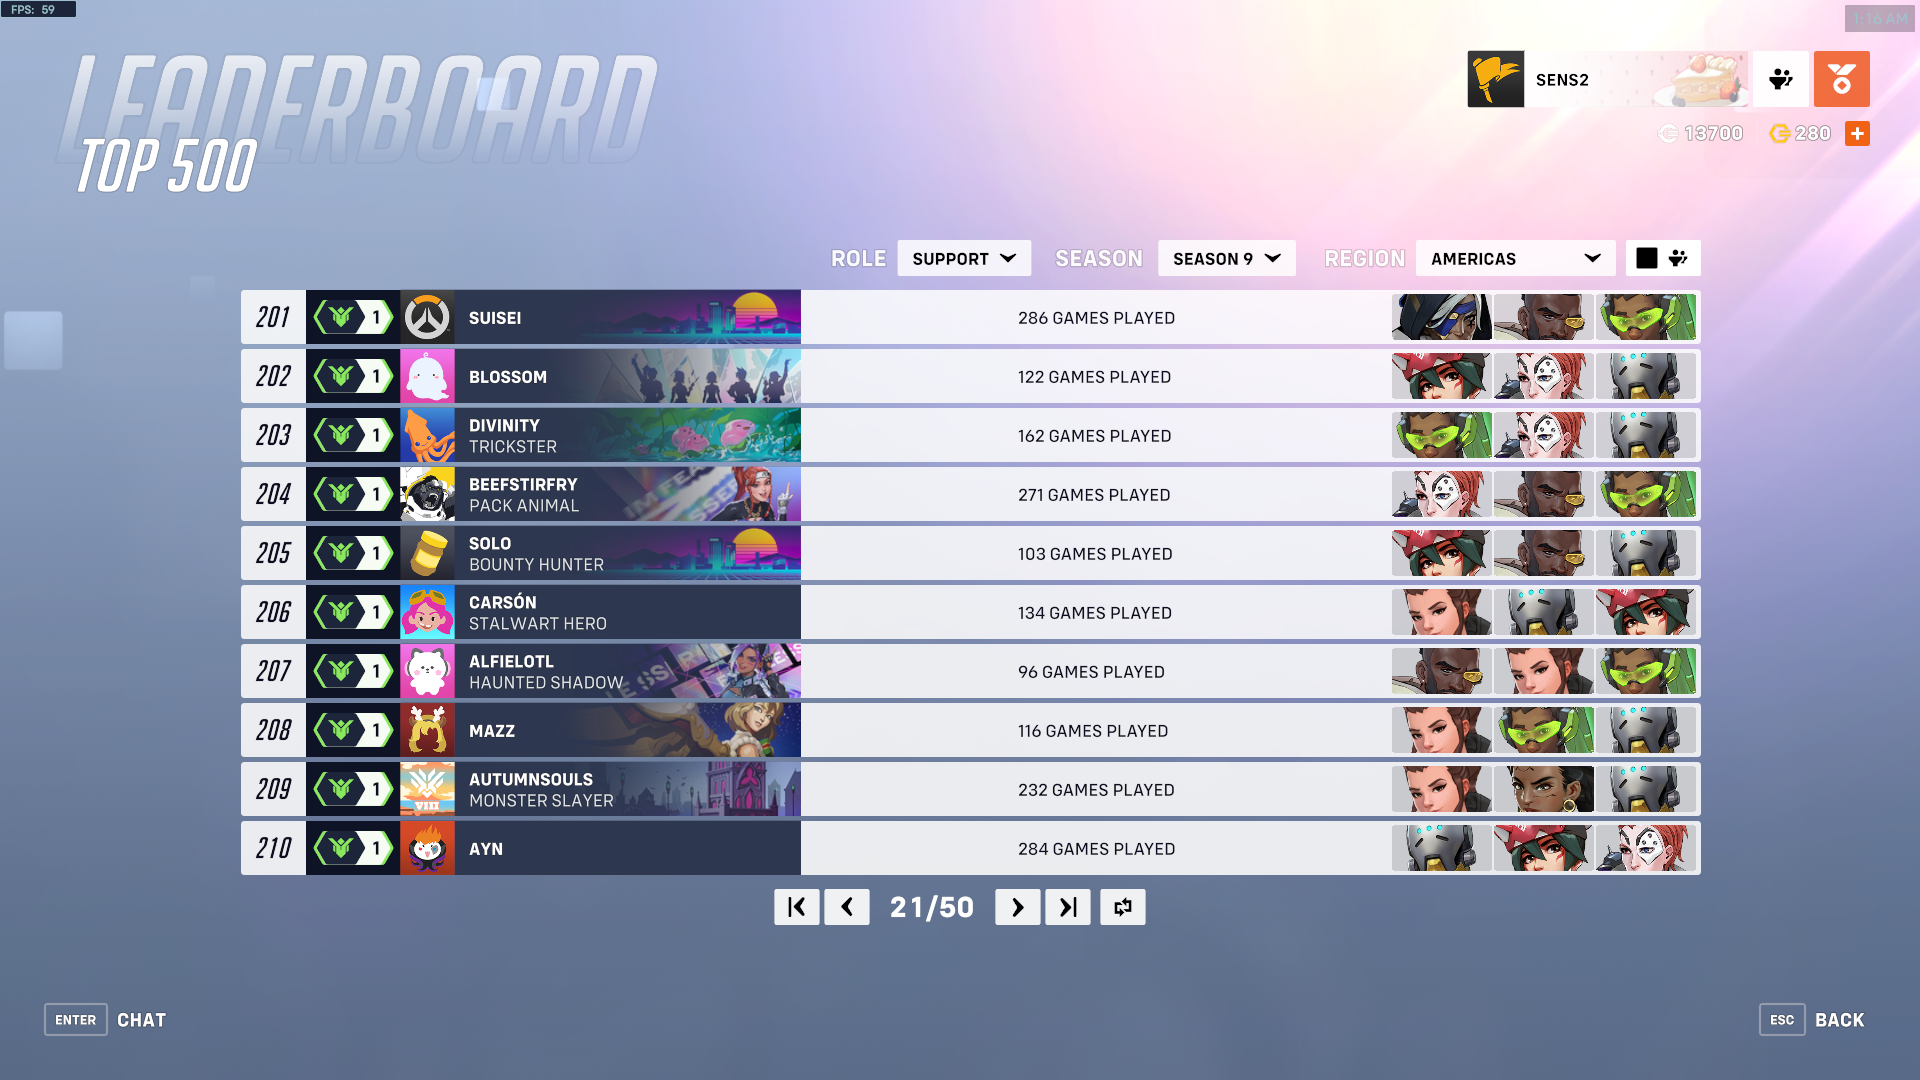 FPS: 59
1:16 AM
LEADERBOARD
TOP 500
SENS2
13700
280
ROLE SUPPORT SEASON SEASON 9 REGION AMERICAS
201 1 SUISEI 286 GAMES PLAYED
202 1 BLOSSOM 122 GAMES PLAYED
203 1 DIVINITY 162 GAMES PLAYED
TRICKSTER
204 1 BEEFSTIRFRY 271 GAMES PLAYED
PACK ANIMAL
205 1 SOLO 103 GAMES PLAYED
BOUNTY HUNTER
206 1 CARSÓN 134 GAMES PLAYED
STALWART HERO
207 1 ALFIELOTL 96 GAMES PLAYED
HAUNTED SHADOW
208 1 MAZZ 116 GAMES PLAYED
209 1 AUTUMNSOULS 232 GAMES PLAYED
VIII
MONSTER SLAYER
210 1 AYN 284 GAMES PLAYED
21/50
ENTER CHAT
ESC BACK